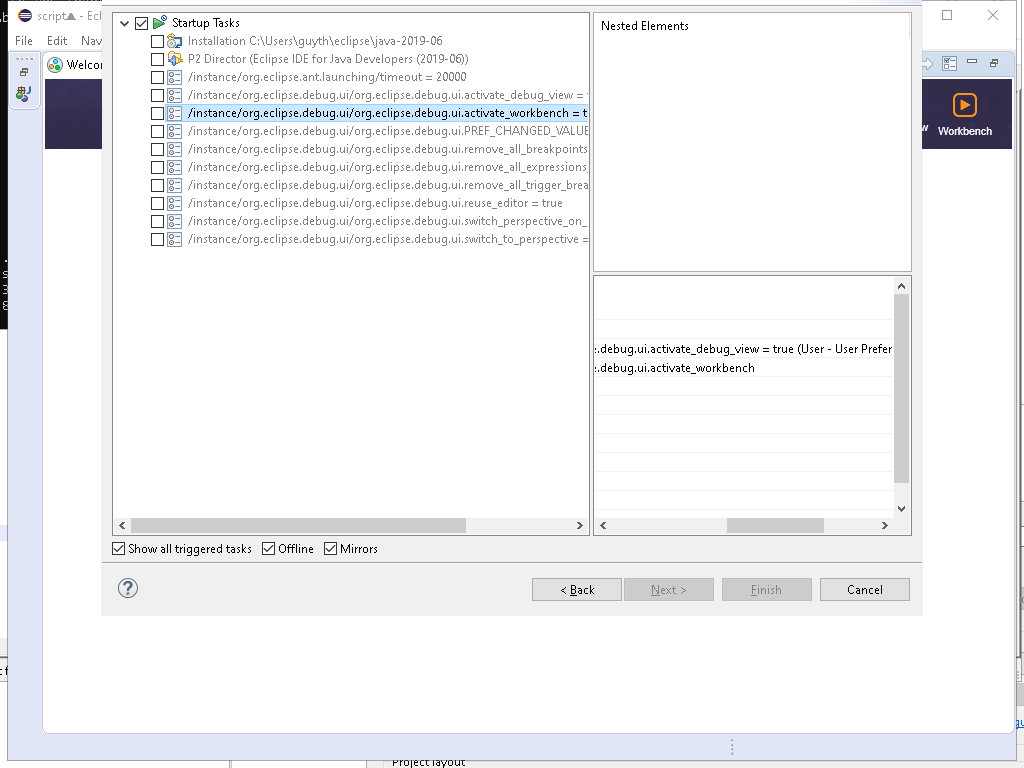 script▲ - Ecl
File Edit Nav
Welcor
Workbench
Startup Tasks
Installation C:\Users\guyth\eclipse\java-2019-06
P2 Director (Eclipse IDE for Java Developers (2019-06))
/instance/org.eclipse.ant.launching/timeout = 20000
/instance/org.eclipse.debug.ui/org.eclipse.debug.ui.activate_debug_view =
/instance/org.eclipse.debug.ui/org.eclipse.debug.ui.activate_workbench = t
/instance/org.eclipse.debug.ui/org.eclipse.debug.ui.PREF_CHANGED_VALUE
/instance/org.eclipse.debug.ui/org.eclipse.debug.ui.remove_all_breakpoints
/instance/org.eclipse.debug.ui/org.eclipse.debug.ui.remove_all_expressions
/instance/org.eclipse.debug.ui/org.eclipse.debug.ui.remove_all_trigger_brea
/instance/org.eclipse.debug.ui/org.eclipse.debug.ui.reuse_editor = true
/instance/org.eclipse.debug.ui/org.eclipse.debug.ui.switch_perspective_on_
/instance/org.eclipse.debug.ui/org.eclipse.debug.ui.switch_to_perspective =
Nested Elements
.debug.ui.activate_debug_view = true (User - User Prefer
.debug.ui.activate_workbench
Show all triggered tasks Offline Mirrors
< Back Next > Finish Cancel
Project layout